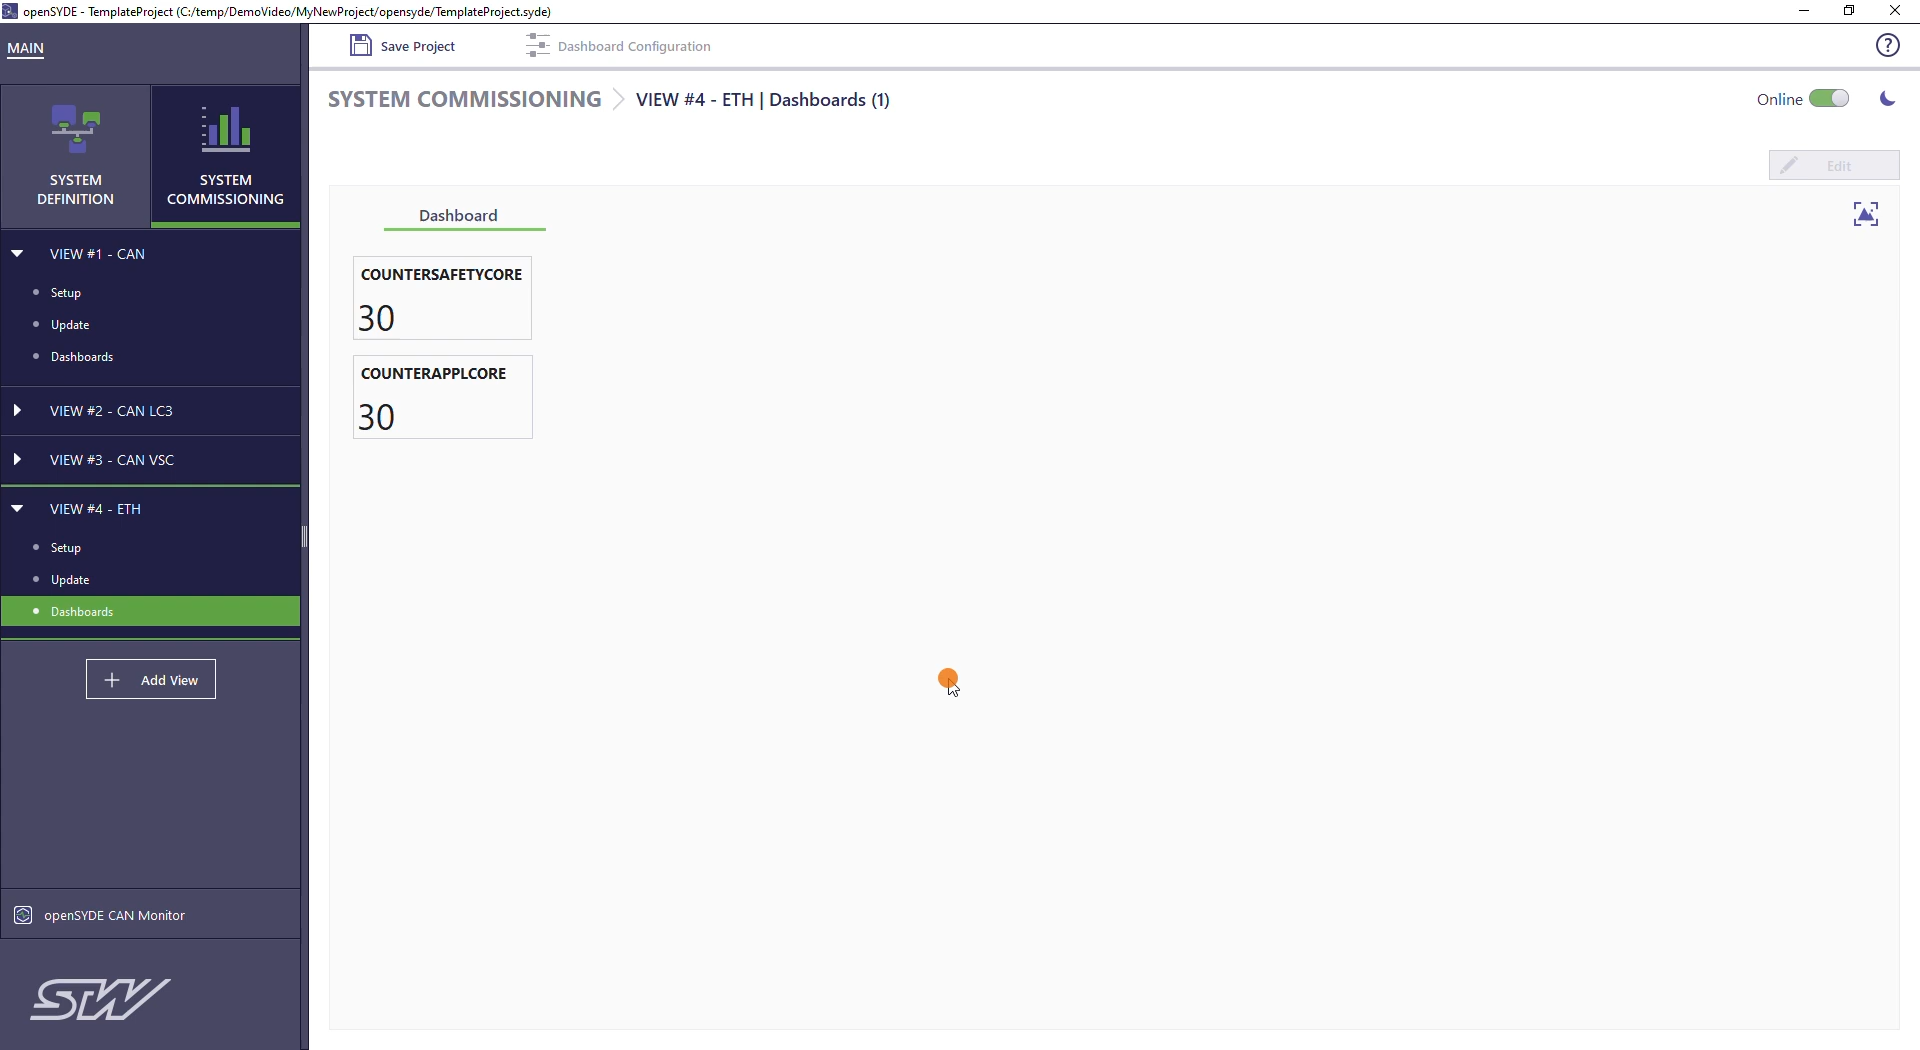 openSYDE - TemplateProject (C:/temp/DemoVideo/MyNewProject/opensyde/TemplateProject.syde)
MAIN
Save Project
Dashboard Configuration
?
SYSTEM DEFINITION
SYSTEM COMMISSIONING
SYSTEM COMMISSIONING
VIEW #4 - ETH | Dashboards (1)
Online
Edit
VIEW #1 - CAN
Setup
Update
Dashboards
VIEW #2 - CAN LC3
VIEW #3 - CAN VSC
VIEW #4 - ETH
Setup
Update
Dashboards
Add View
openSYDE CAN Monitor
STW
Dashboard
COUNTERSAFETYCORE
30
COUNTERAPPLCORE
30